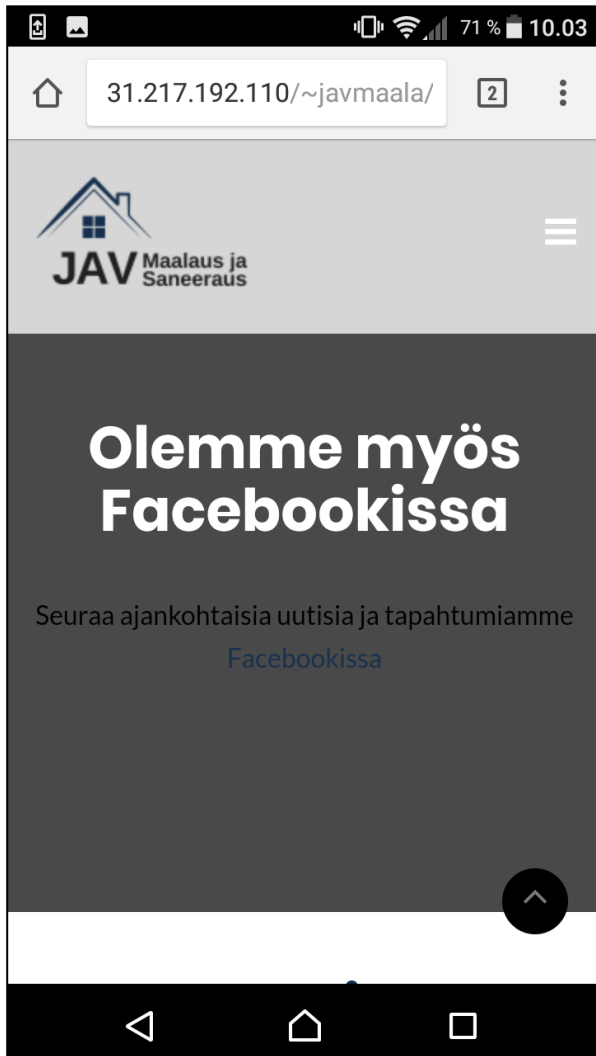 71 % 10.03
31.217.192.110/~javmaala/ 2
JAV Maalaus ja
Saneeraus
Olemme myös
Facebookissa
Seuraa ajankohtaisia uutisia ja tapahtumiamme
Facebookissa